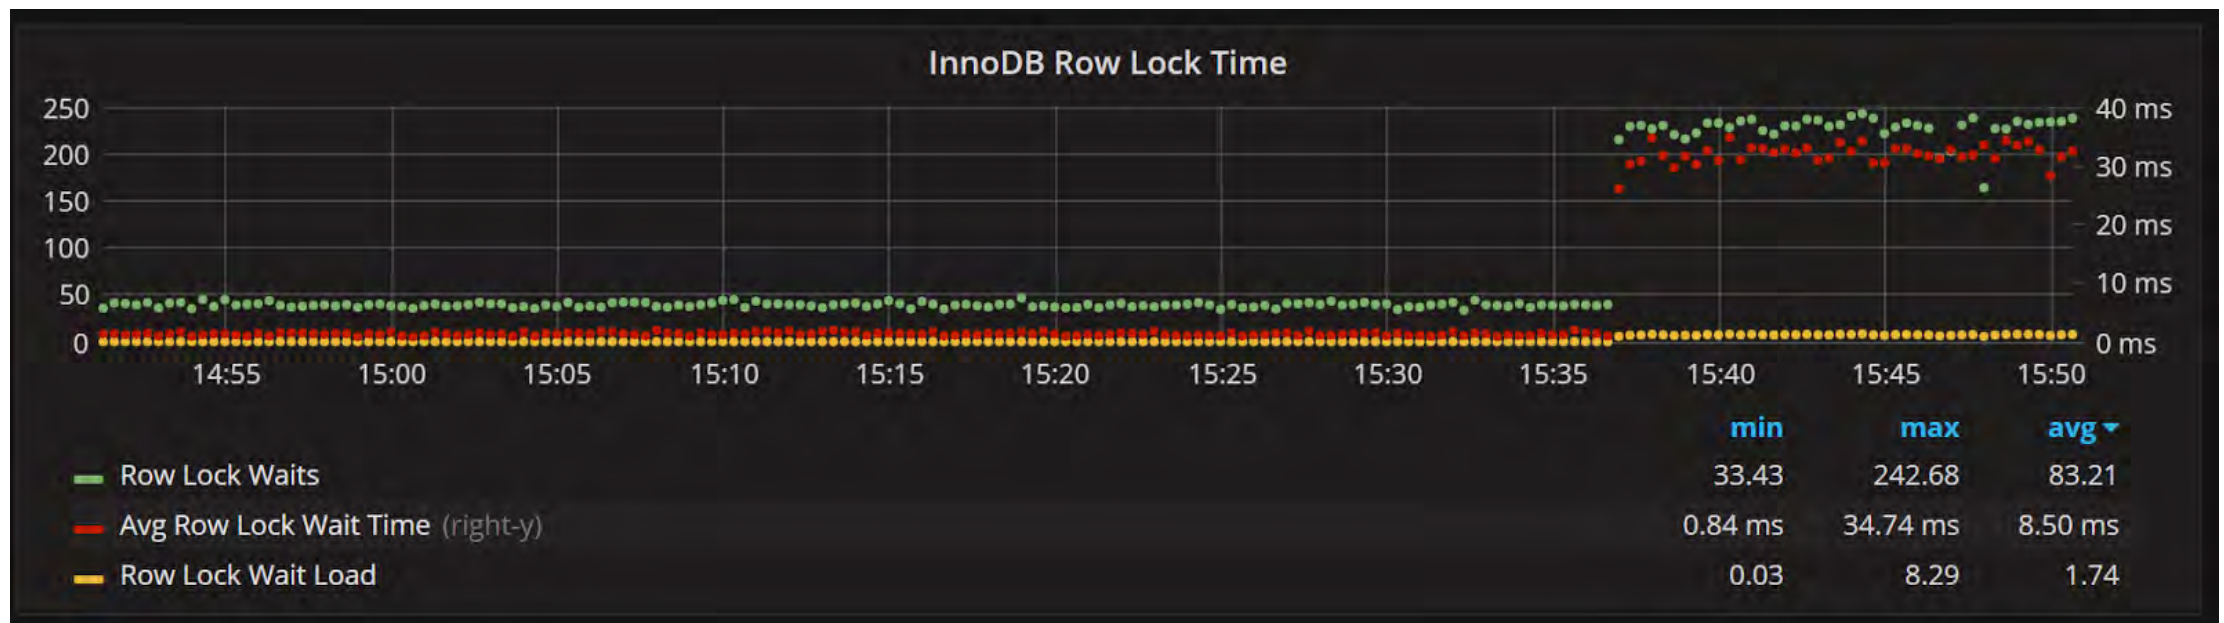 InnoDB Row Lock Time
250 40 ms
200 30 ms
150 20 ms
100 10 ms
50
0 0 ms
14:55 15:00 15:05 15:10 15:15 15:20 15:25 15:30 15:35 15:40 15:45 15:50
min max avg
Row Lock Waits 33.43 242.68 83.21
Avg Row Lock Wait Time (right-y) 0.84 ms 34.74 ms 8.50 ms
Row Lock Wait Load 0.03 8.29 1.74